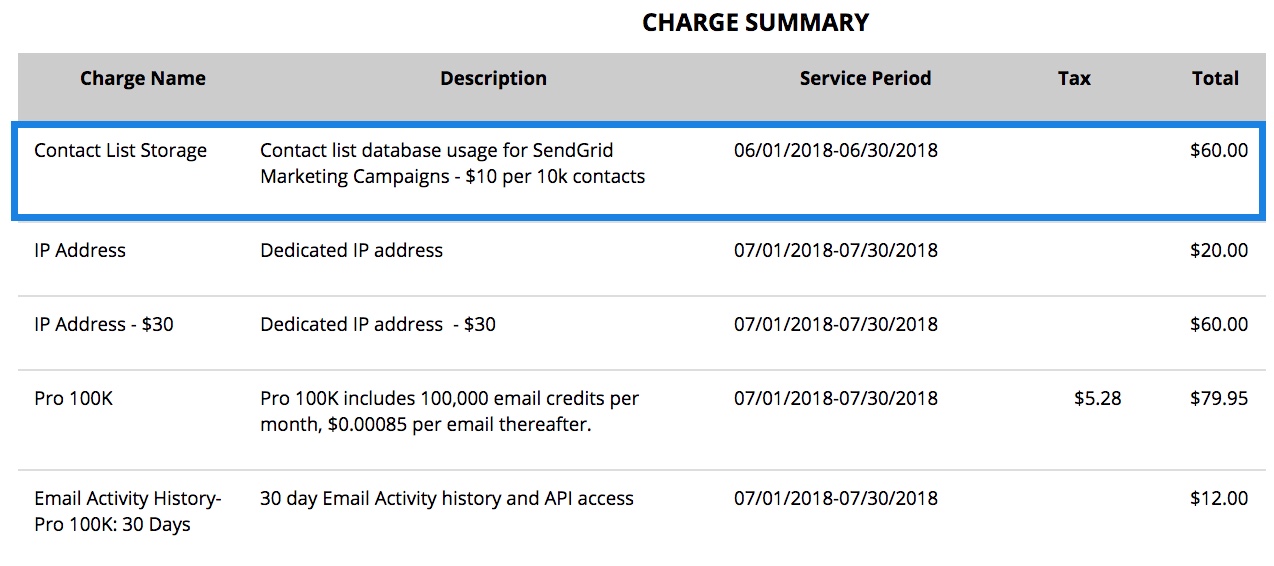 CHARGE SUMMARY
Charge Name Description Service Period Tax Total
Contact List Storage Contact list database usage for SendGrid 06/01/2018-06/30/2018 $60.00
Marketing Campaigns - $10 per 10k contacts
IP Address Dedicated IP address 07/01/2018-07/30/2018 $20.00
IP Address - $30 Dedicated IP address - $30 07/01/2018-07/30/2018 $60.00
Pro 100K Pro 100K includes 100,000 email credits per 07/01/2018-07/30/2018 $5.28 $79.95
month, $0.00085 per email thereafter.
Email Activity History- 30 day Email Activity history and API access 07/01/2018-07/30/2018 $12.00
Pro 100K: 30 Days